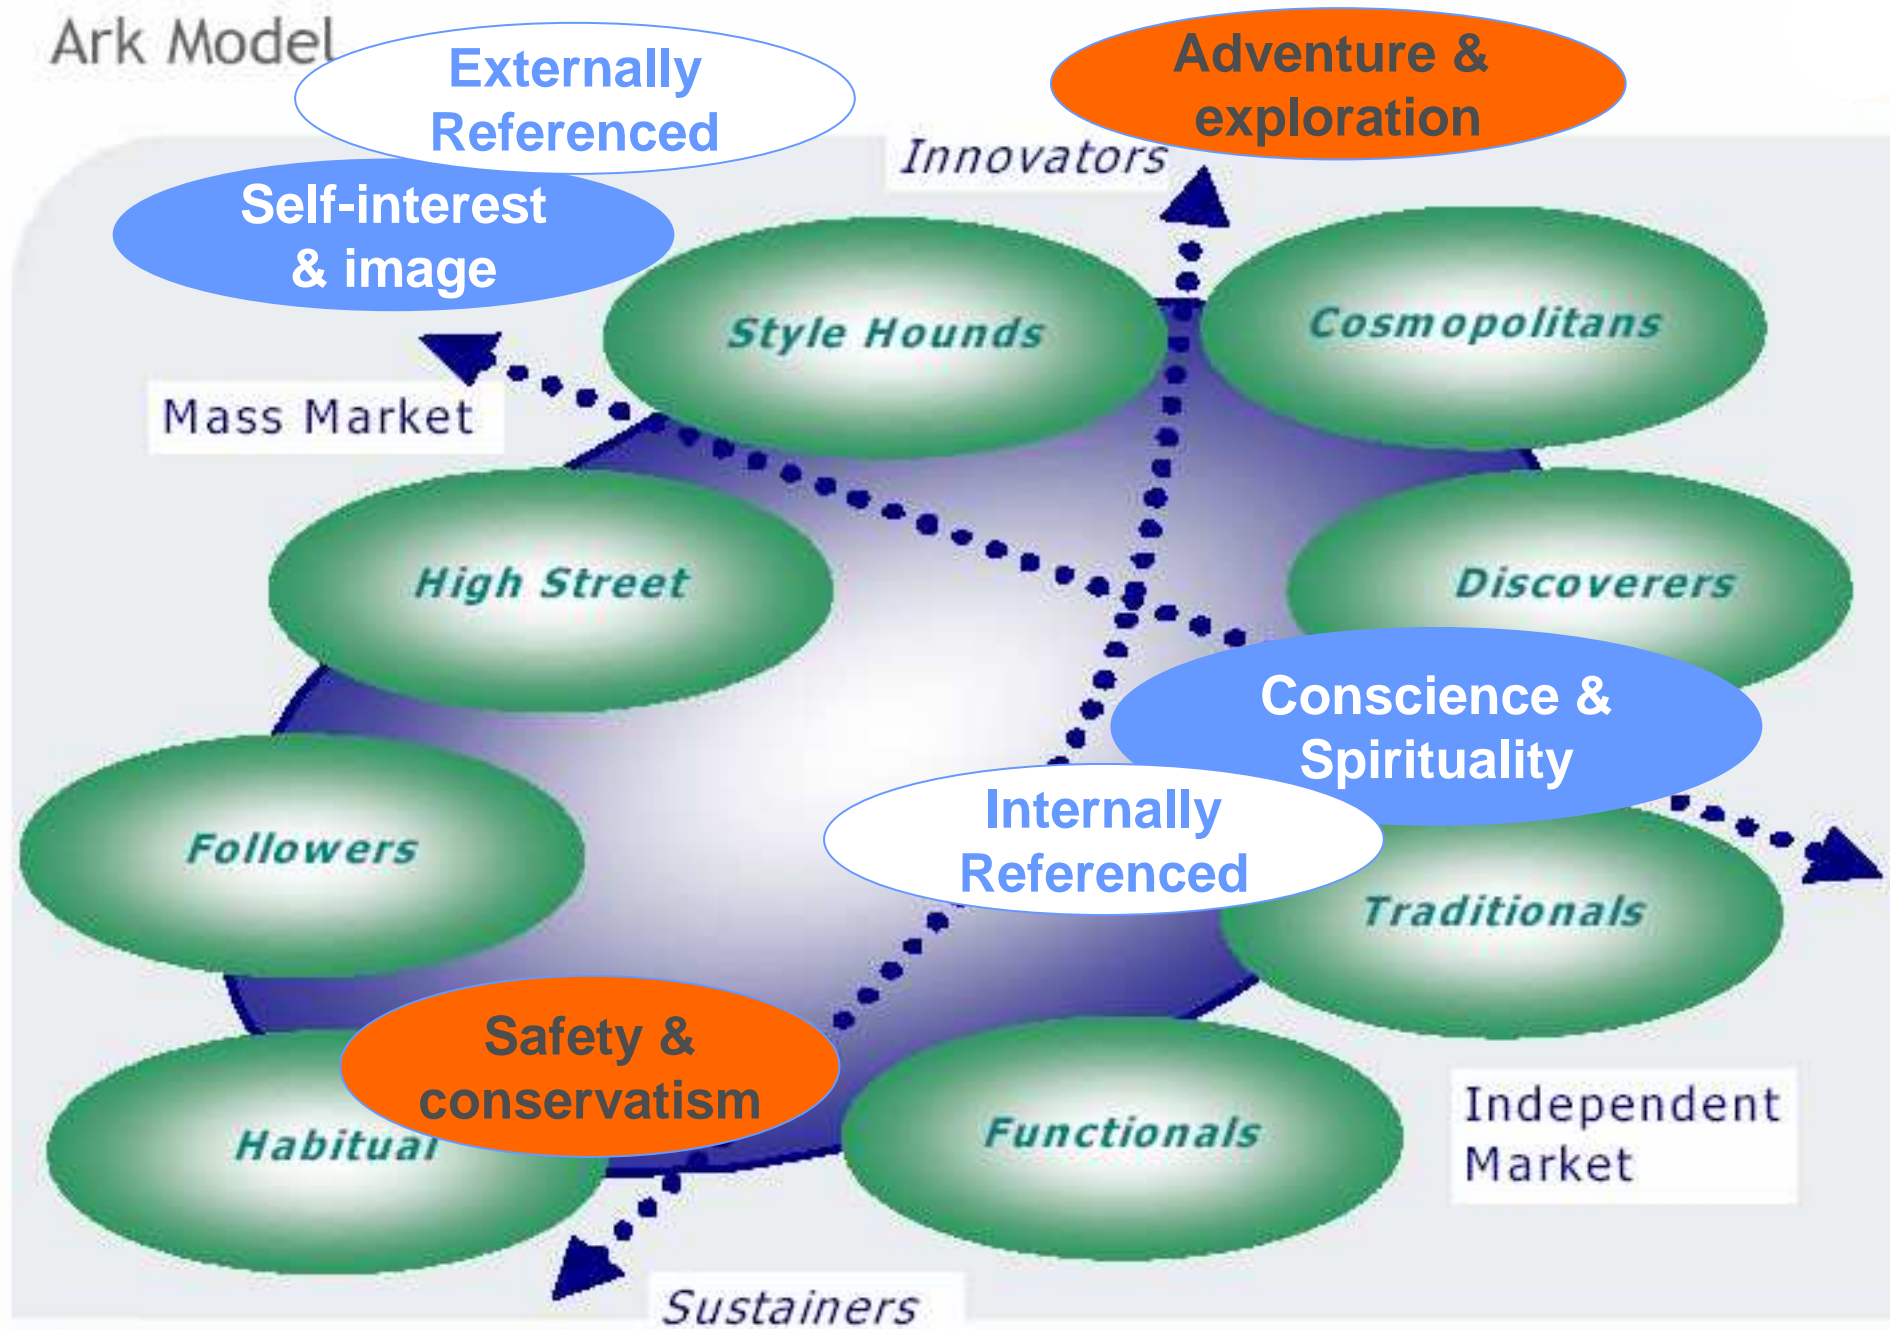 Ark Model
Externally
Referenced
Adventure &
exploration
Innovators
Self-interest
& image
Style Hounds
Cosmopolitans
Mass Market
High Street
Discoverers
Conscience &
Spirituality
Internally
Referenced
Followers
Traditionals
Safety &
conservatism
Habitual
Functionals
Independent
Market
Sustainers